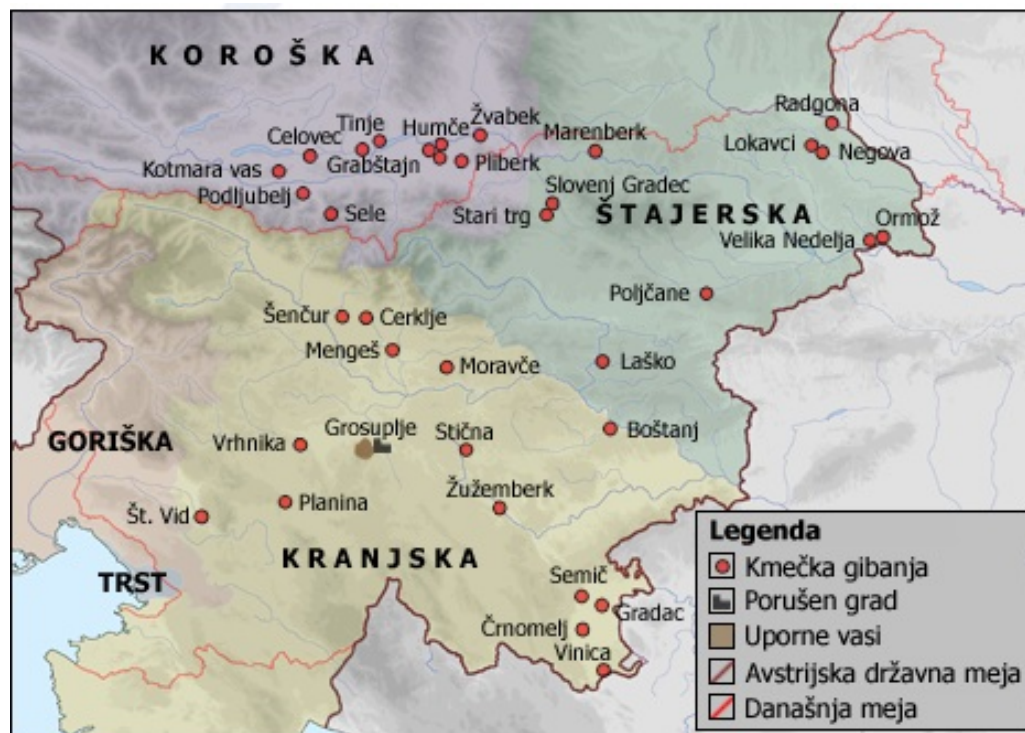 KOROŠKA
Radgona
Žvabek
Tinje
Humče
Marenberk
Celovec
Lokavci
Negova
Grabštajn
Pliberk
Kotmara vas
Slovenj Gradec
Podljubelj
Sele
Stari trg
ŠTAJERSKA
Ormož
Velika Nedelja
Poljčane
Šenčur
Cerklje
Mengeš
Moravče
Laško
GORIŠKA
Vrhnika
Grosuplje
Stična
Boštanj
Žužemberk
Planina
Št. Vid
KRANJSKA
TRST
Semič
Gradac
Črnomelj
Vinica
Legenda
Kmečka gibanja
Porušen grad
Uporne vasi
Avstrijska državna meja
Današnja meja